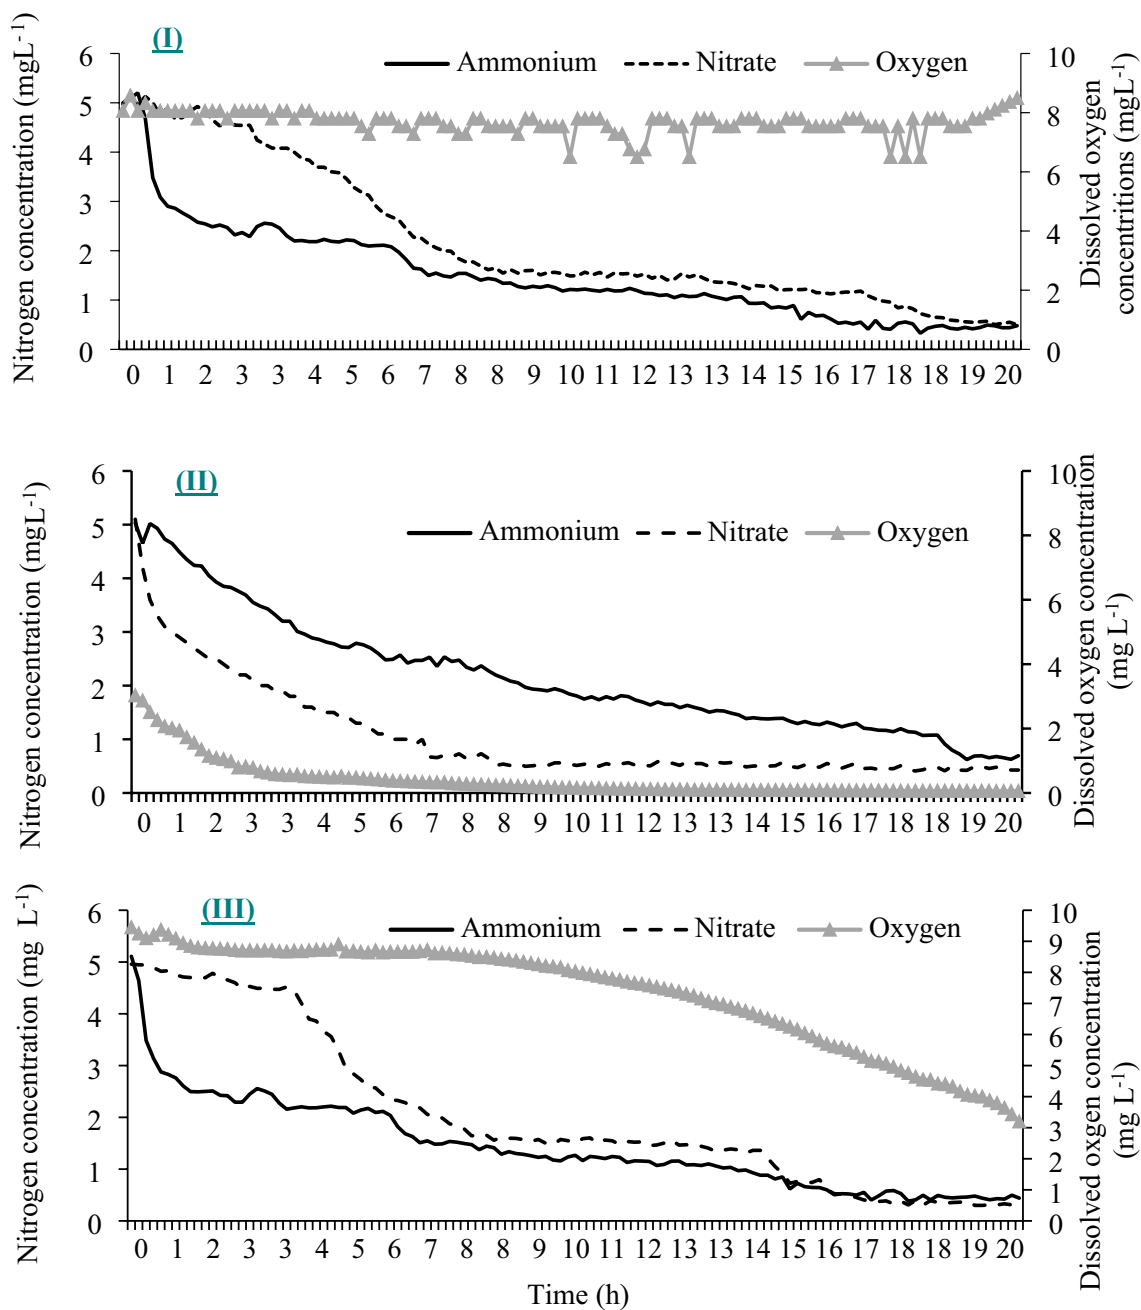 (I)
Ammonium Nitrate Oxygen
Nitrogen concentration (mgL-1)
6
5
4
3
2
1
0
Dissolved oxygen
concentritions (mgL-1)
10
8
6
4
2
0
0 1 2 3 4 5 6 7 8 9 10 11 12 13 13 14 15 16 17 18 18 19 20
(II)
Ammonium Nitrate Oxygen
Nitrogen concentration (mgL-1)
6
5
4
3
2
1
0
Dissolved oxygen concentration
(mg L-1)
10
8
6
4
2
0
0 1 2 3 3 4 5 6 7 8 8 9 10 11 12 13 13 14 15 16 17 18 18 19 20
(III)
Ammonium Nitrate Oxygen
Nitrogen concentration (mg L-1)
6
5
4
3
2
1
0
Dissolved oxgen concentration
(mg L-1)
10
9
8
7
6
5
4
3
2
1
0
0 1 2 3 3 4 5 6 7 8 8 9 10 11 12 13 13 14 15 16 17 18 18 19 20
Time (h)